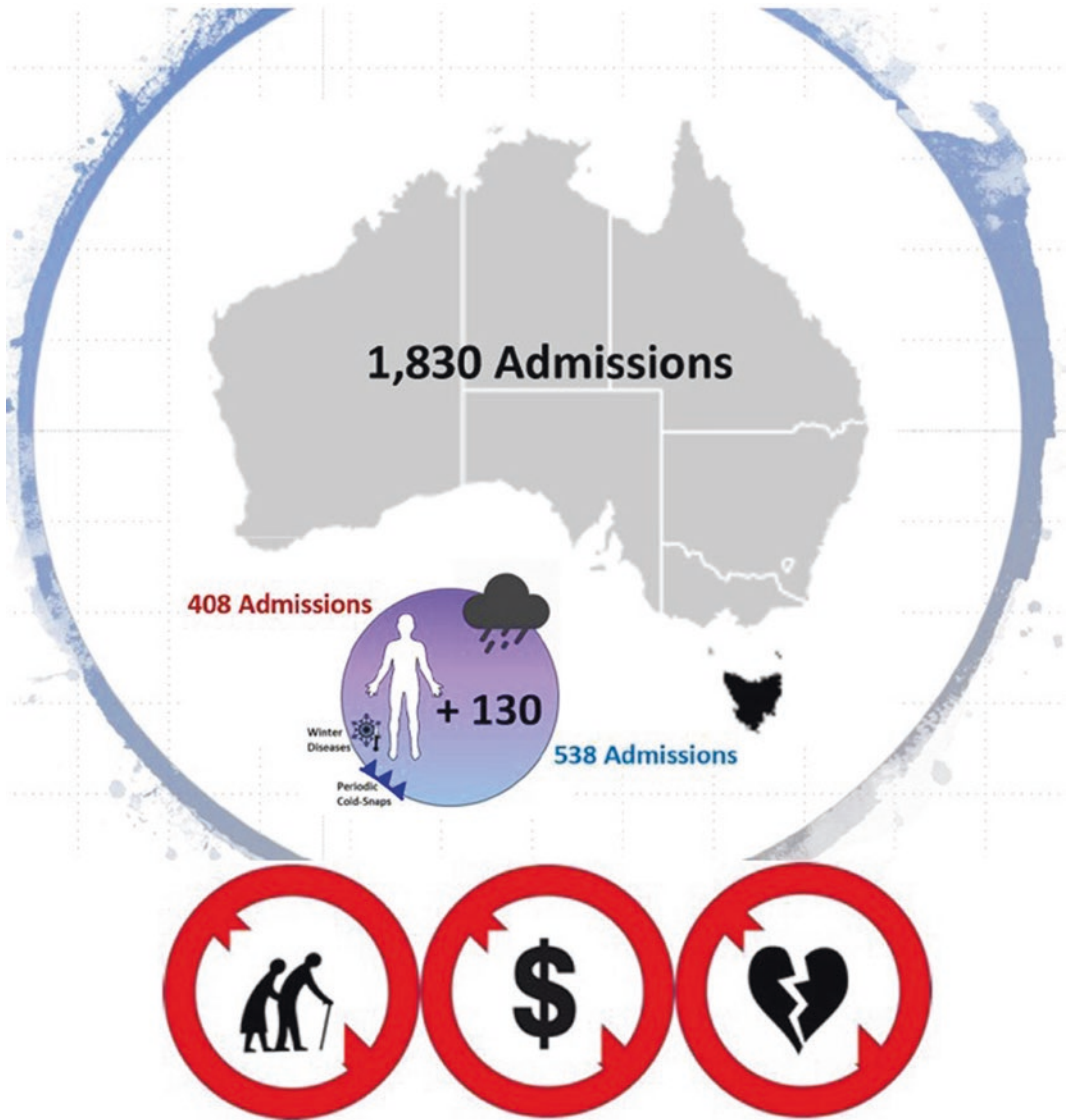 1,830 Admissions
408 Admissions
+ 130
Winter
Diseases
538 Admissions
Periodic
Cold-Snaps
$